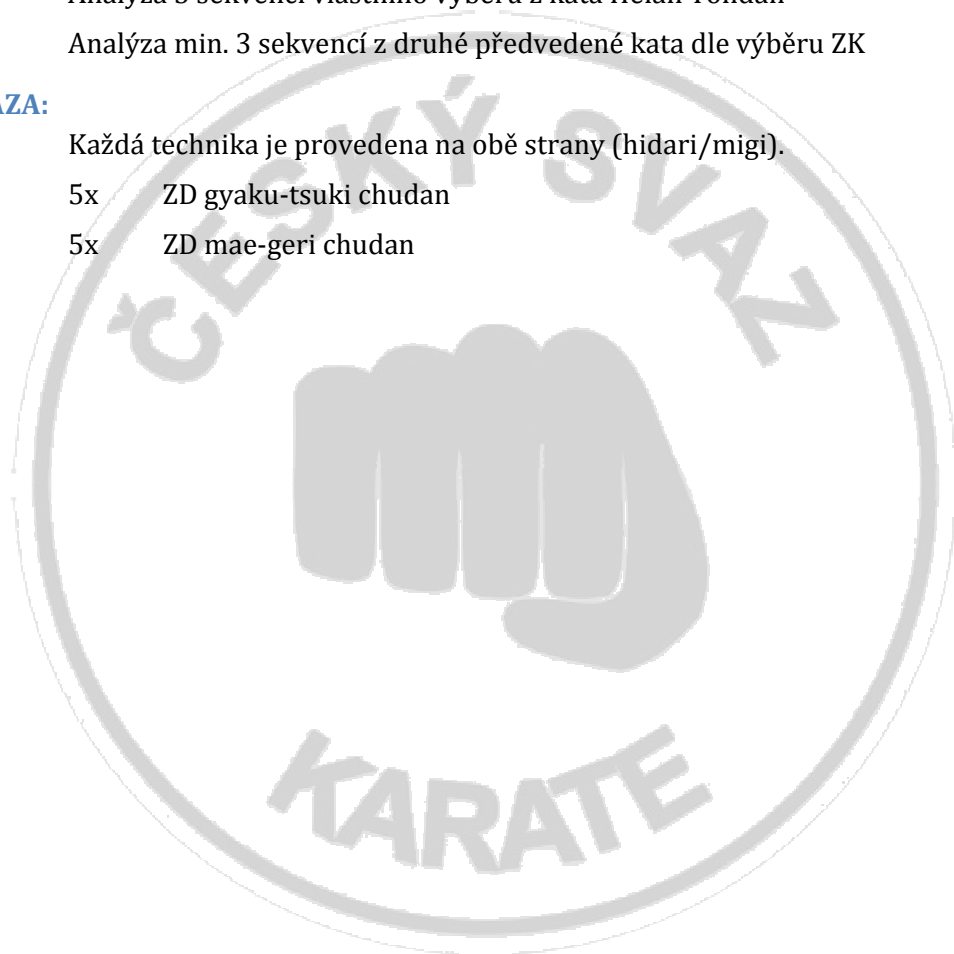 Analýza min. 3 sekvencí z druhé předvedené kata dle výběru ZK
Každá technika je provedena na obě strany (hidari/migi).
5x ZD gyaku-tsuki chudan
5x ZD mae-geri chudan
ČESKÝ SVAZ
KARATE